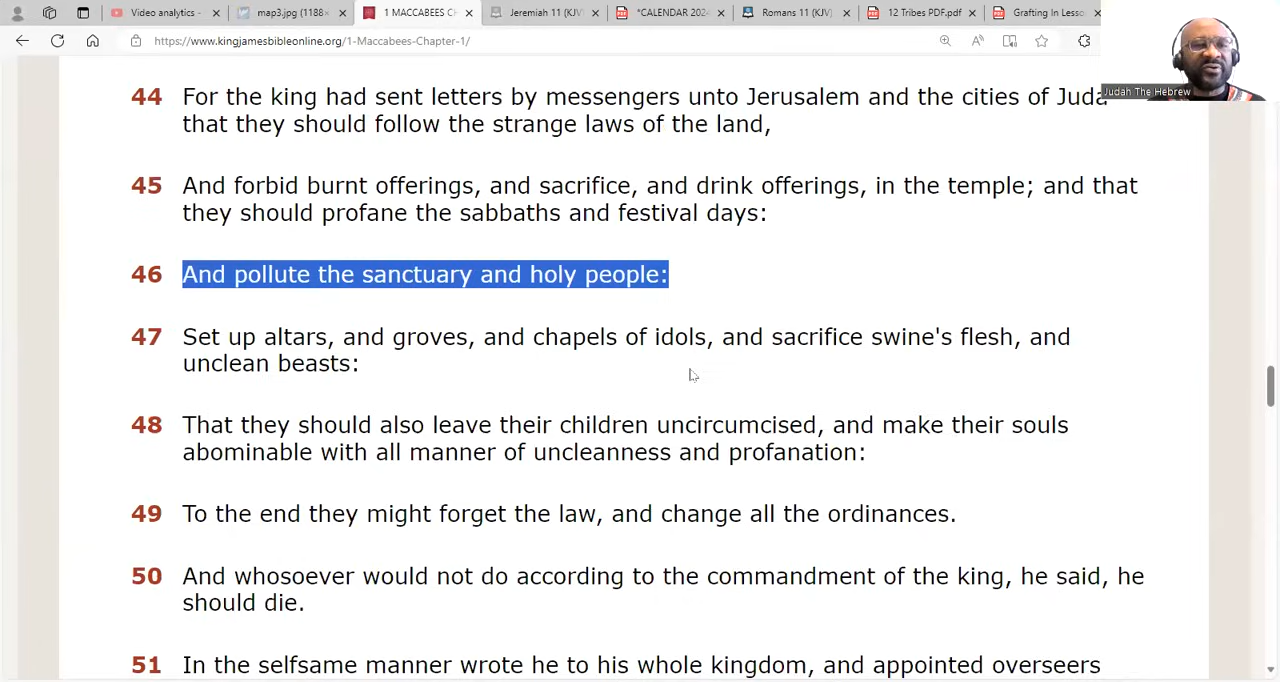 Video analytics -
map3.jpg (1188×
1 MACCABEES CH
Jeremiah 11 (KJV)
*CALENDAR 2024
Romans 11 (KJV)
12 Tribes PDF.pdf
Grafting In Lesso
https://www.kingjamesbibleonline.org/1-Maccabees-Chapter-1/
Judah The Hebrew
44 For the king had sent letters by messengers unto Jerusalem and the cities of Juda
that they should follow the strange laws of the land,
45 And forbid burnt offerings, and sacrifice, and drink offerings, in the temple; and that
they should profane the sabbaths and festival days:
46 And pollute the sanctuary and holy people:
47 Set up altars, and groves, and chapels of idols, and sacrifice swine's flesh, and
unclean beasts:
48 That they should also leave their children uncircumcised, and make their souls
abominable with all manner of uncleanness and profanation:
49 To the end they might forget the law, and change all the ordinances.
50 And whosoever would not do according to the commandment of the king, he said, he
should die.
51 In the selfsame manner wrote he to his whole kingdom, and appointed overseers